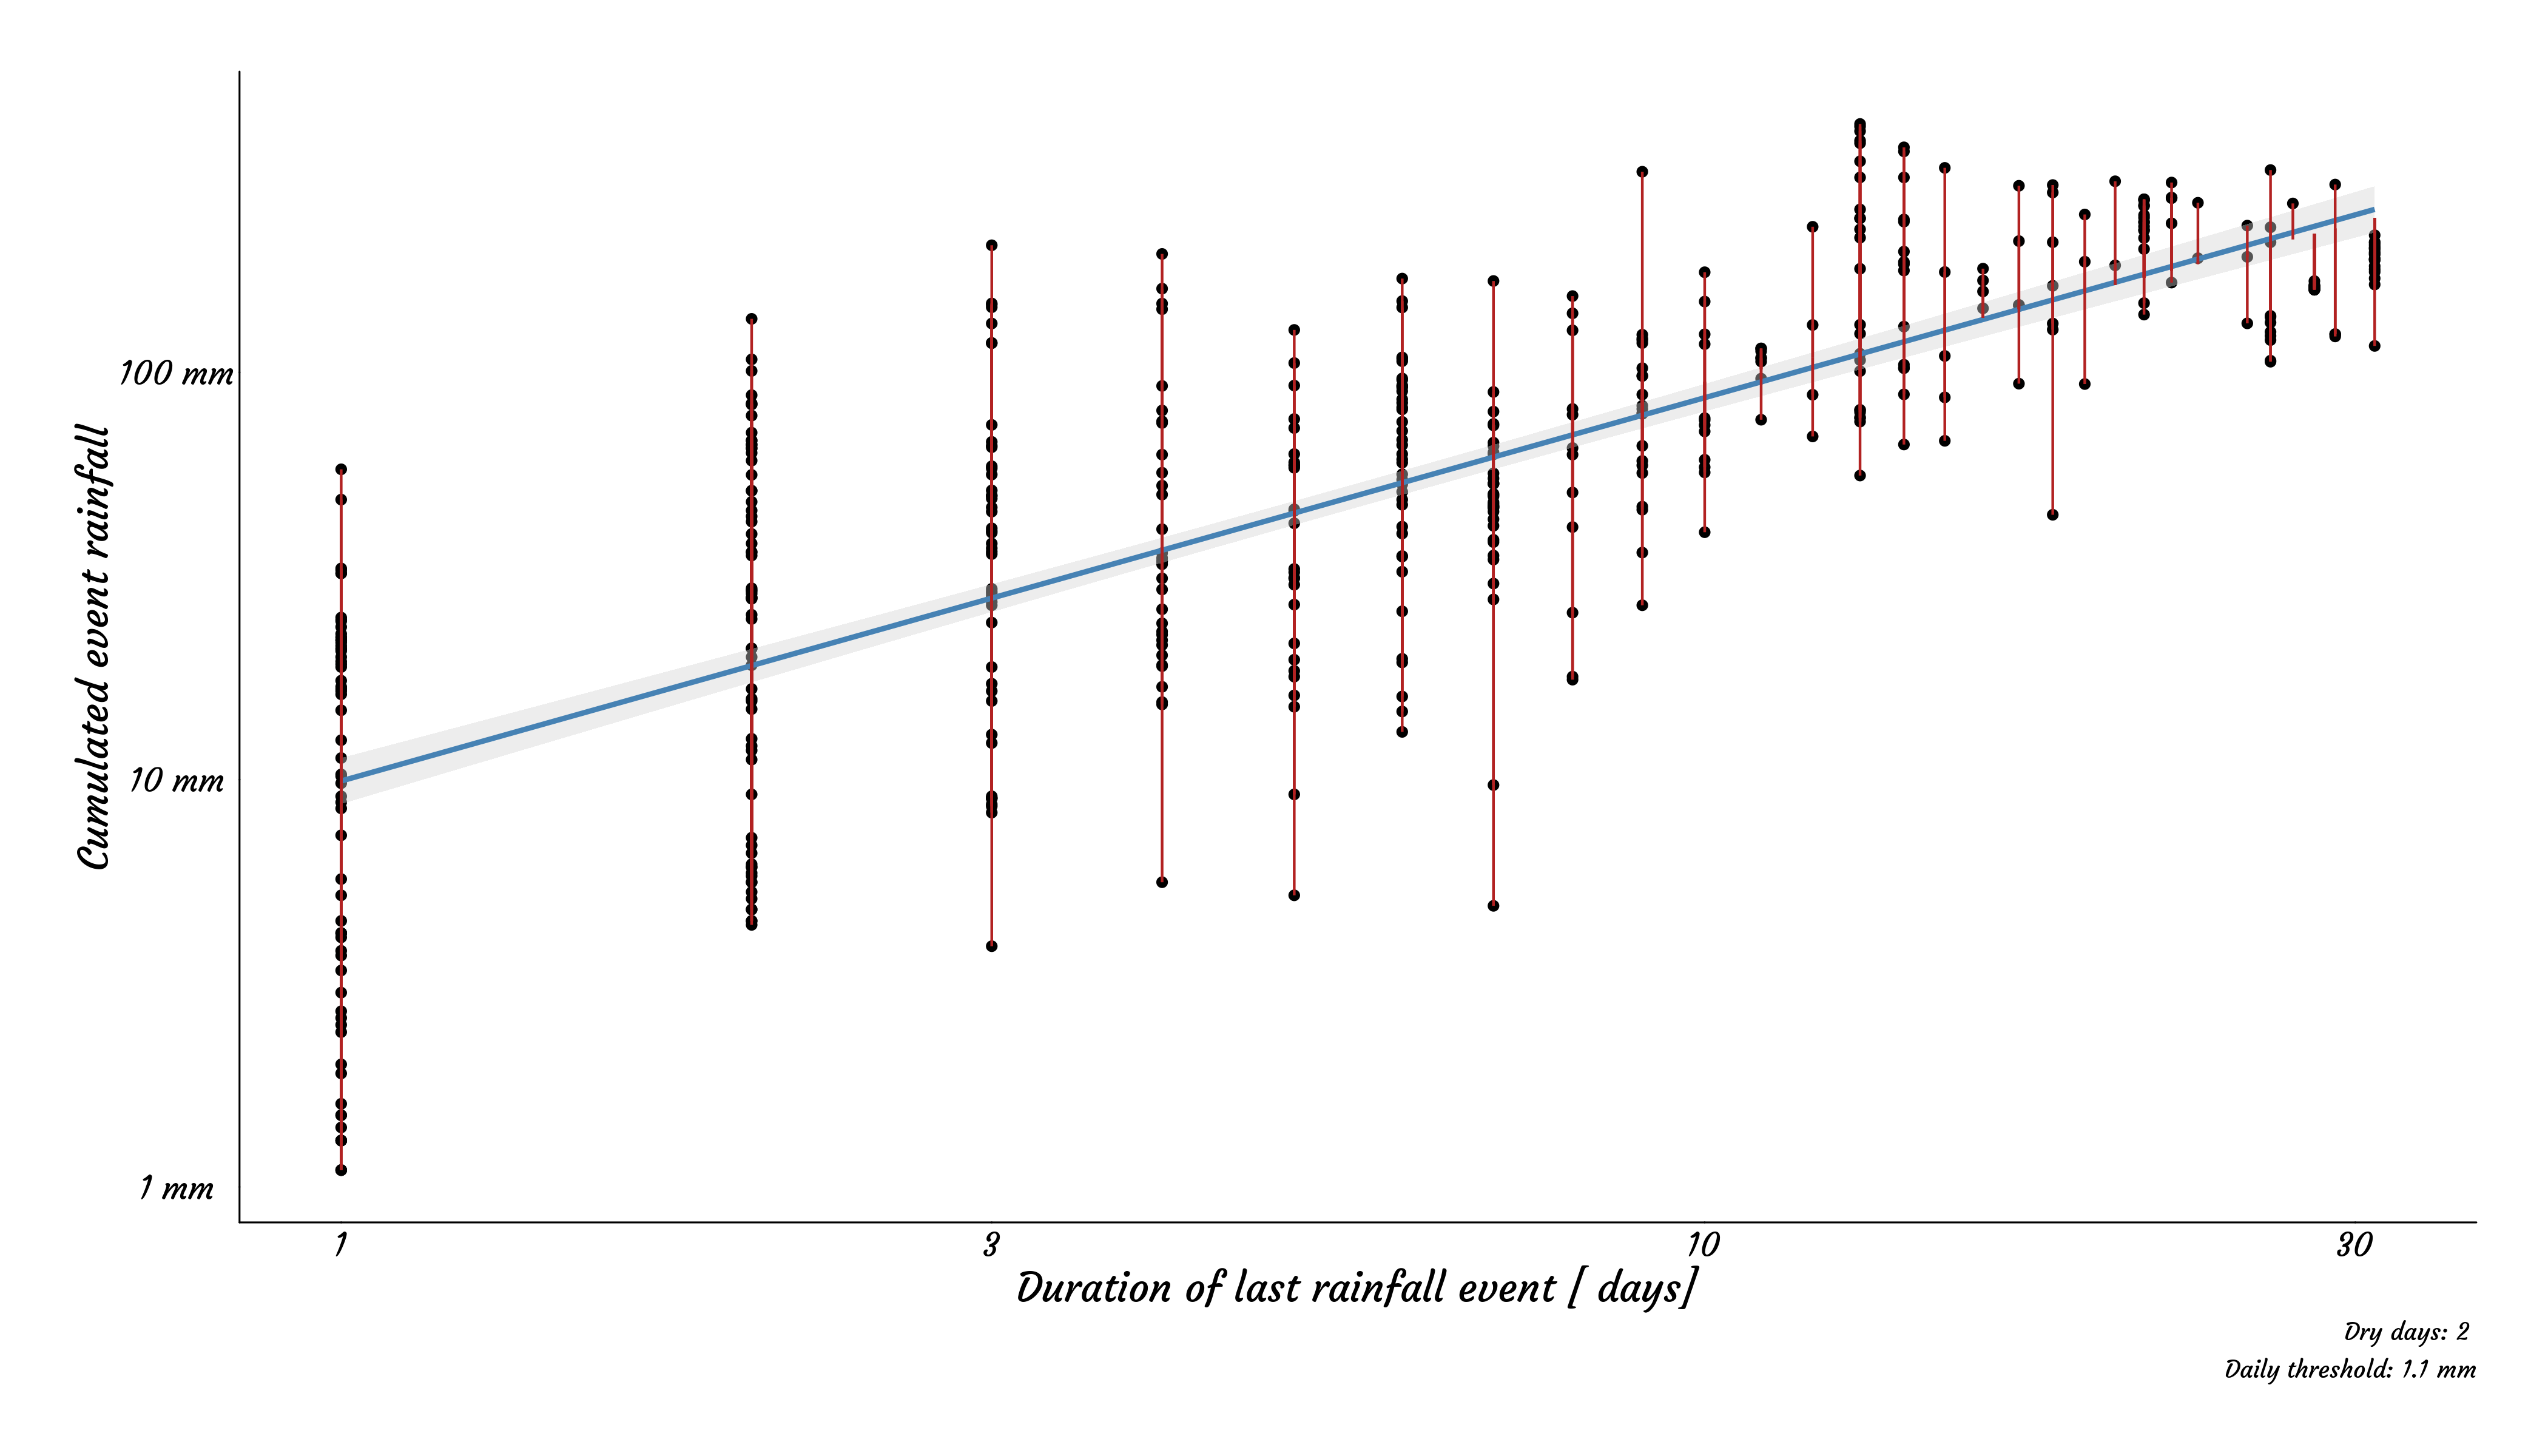 Cumulated event rainfall
100 mm
10 mm
1 mm
1 3 10 30
Duration of last rainfall event [ days]
Dry days: 2
Daily threshold: 1.1 mm